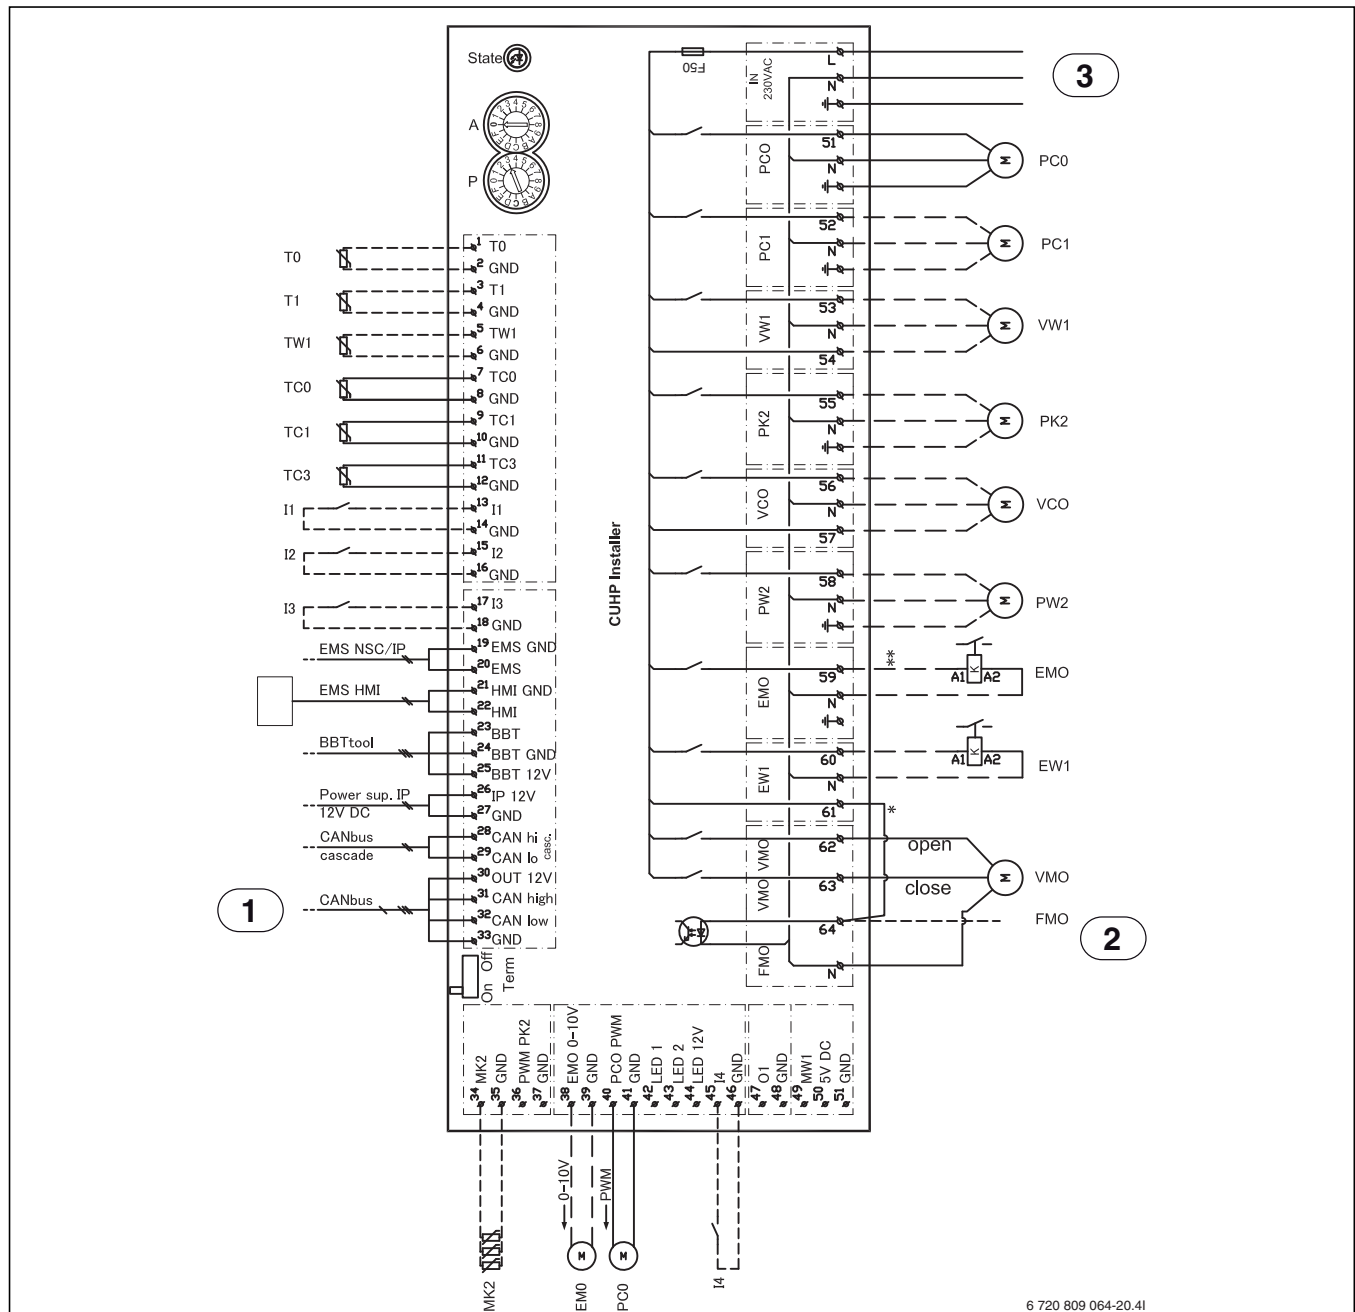 State
A
P
T0
1 T0
2 GND
T1
3 T1
4 GND
TW1
5 TW1
6 GND
TC0
7 TC0
8 GND
TC1
9 TC1
10 GND
TC3
11 TC3
12 GND
I1
13 I1
14 GND
I2
15 I2
16 GND
I3
17 I3
18 GND
EMS NSC/IP
19 EMS GND
20 EMS
EMS HMI
21 HMI GND
22 HMI
BBTtool
23 BBT
24 BBT GND
25 BBT 12V
Power sup. IP
12V DC
26 IP 12V
27 GND
CANbus
cascade
28 CAN hi
29 CAN lo
casc.
1
CANbus
30 OUT 12V
31 CAN high
32 CAN low
33 GND
On Off
Term
CUHP Installer
F50
IN
230VAC
L
N
3
PCO
51
N
M
PC0
PC1
52
N
M
PC1
VW1
53
N
54
M
VW1
PK2
55
N
M
PK2
VCO
56
N
57
M
VCO
PW2
58
N
M
PW2
EMO
59
N
**
A1 K A2
EMO
EW1
60
N
61
*
A1 K A2
EW1
VMO VMO
62
63
open
close
M
VMO
FMO
64
N
FMO
2
34 MK2
35 GND
36 PWM PK2
37 GND
38 EMO 0-10V
39 GND
40 PCO PWM
41 GND
42 LED 1
43 LED 2
44 LED 12V
45 I4
46 GND
47 O1
48 GND
49 MW1
50 5V DC
51 GND
MK2
0-10V
M
EM0
PWM
M
PC0
I4
6 720 809 064-20.4I